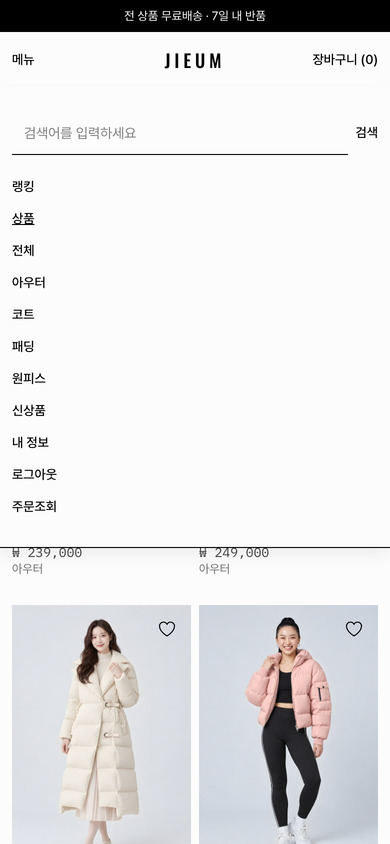 전 상품 무료배송 · 7일 내 반품
메뉴
JIEUM
장바구니 (0)
검색어를 입력하세요
검색
랭킹
상품
전체
아우터
코트
패딩
원피스
신상품
내 정보
로그아웃
주문조회
₩ 239,000
₩ 249,000
아우터
아우터